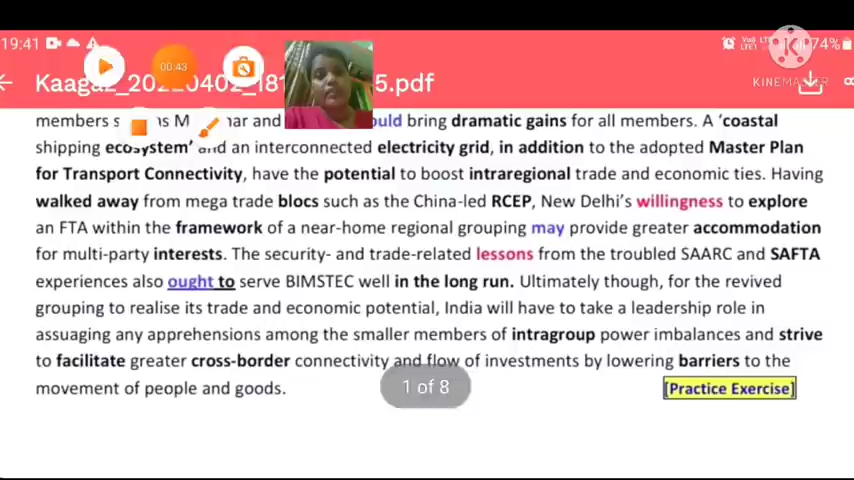 19:41
74%
00:43
KINEMASTER
Kaagaz_20220402_181 5.pdf
members bring dramatic gains for all members. A ‘coastal
shipping ecosystem’ and an interconnected electricity grid, in addition to the adopted Master Plan
for Transport Connectivity, have the potential to boost intraregional trade and economic ties. Having
walked away from mega trade blocs such as the China-led RCEP, New Delhi’s willingness to explore
an FTA within the framework of a near-home regional grouping may provide greater accommodation
for multi-party interests. The security- and trade-related lessons from the troubled SAARC and SAFTA
experiences also ought to serve BIMSTEC well in the long run. Ultimately though, for the revived
grouping to realise its trade and economic potential, India will have to take a leadership role in
assuaging any apprehensions among the smaller members of intragroup power imbalances and strive
to facilitate greater cross-border connectivity and flow of investments by lowering barriers to the
movement of people and goods.
1 of 8
[Practice Exercise]